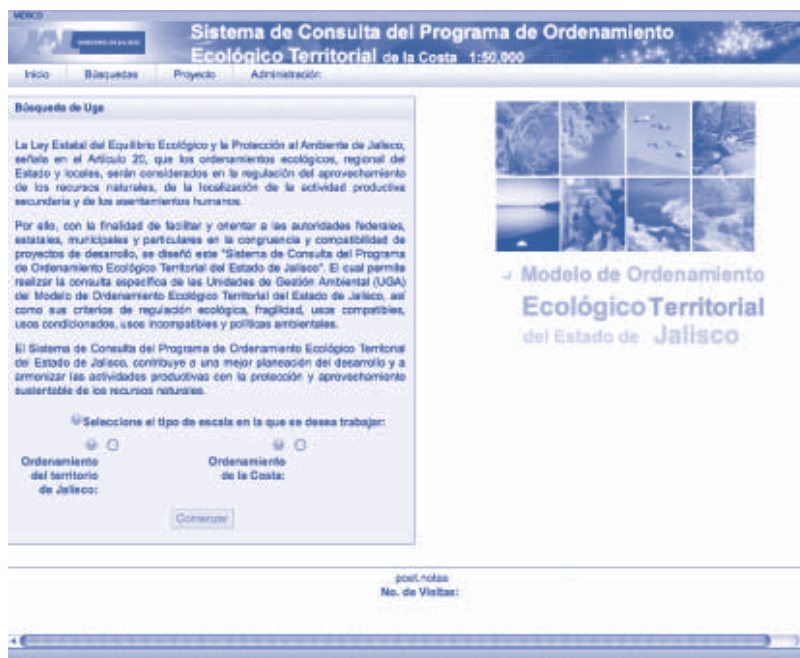 MÉXICO
Sistema de Consulta del Programa de Ordenamiento
Ecológico Territorial de la Costa 1:50,000
GOBIERNO DE JALISCO
Inicio Búsquedas Proyecto Administración
Búsqueda de Uga
La Ley Estatal del Equilibrio Ecológico y la Protección al Ambiente de Jalisco,
señala en el Artículo 20, que los ordenamientos ecológicos, regional del
Estado y locales, serán considerados en la regulación del aprovechamiento
de los recursos naturales, de la localización de la actividad productiva
secundaria y de los asentamientos humanos.
Por ello, con la finalidad de facilitar y orientar a las autoridades federales,
estatales, municipales y particulares en la congruencia y compatibilidad de
proyectos de desarrollo, se diseñó este "Sistema de Consulta del Programa
de Ordenamiento Ecológico Territorial del Estado de Jalisco". El cual permite
realizar la consulta específica de las Unidades de Gestión Ambiental (UGA)
del Modelo de Ordenamiento Ecológico Territorial del Estado de Jalisco, así
como sus criterios de regulación ecológica, fragilidad, usos compatibles,
usos condicionados, usos incompatibles y políticas ambientales.
El Sistema de Consulta del Programa de Ordenamiento Ecológico Territorial
del Estado de Jalisco, contribuye a una mejor planeación del desarrollo y a
armonizar las actividades productivas con la protección y aprovechamiento
sustentable de los recursos naturales.
Seleccione el tipo de escala en la que se desea trabajar:
Ordenamiento
del territorio
de Jalisco:
Ordenamiento
de la Costa:
Comenzar
Modelo de Ordenamiento
Ecológico Territorial
del Estado de Jalisco
post.notas
No. de Visitas: